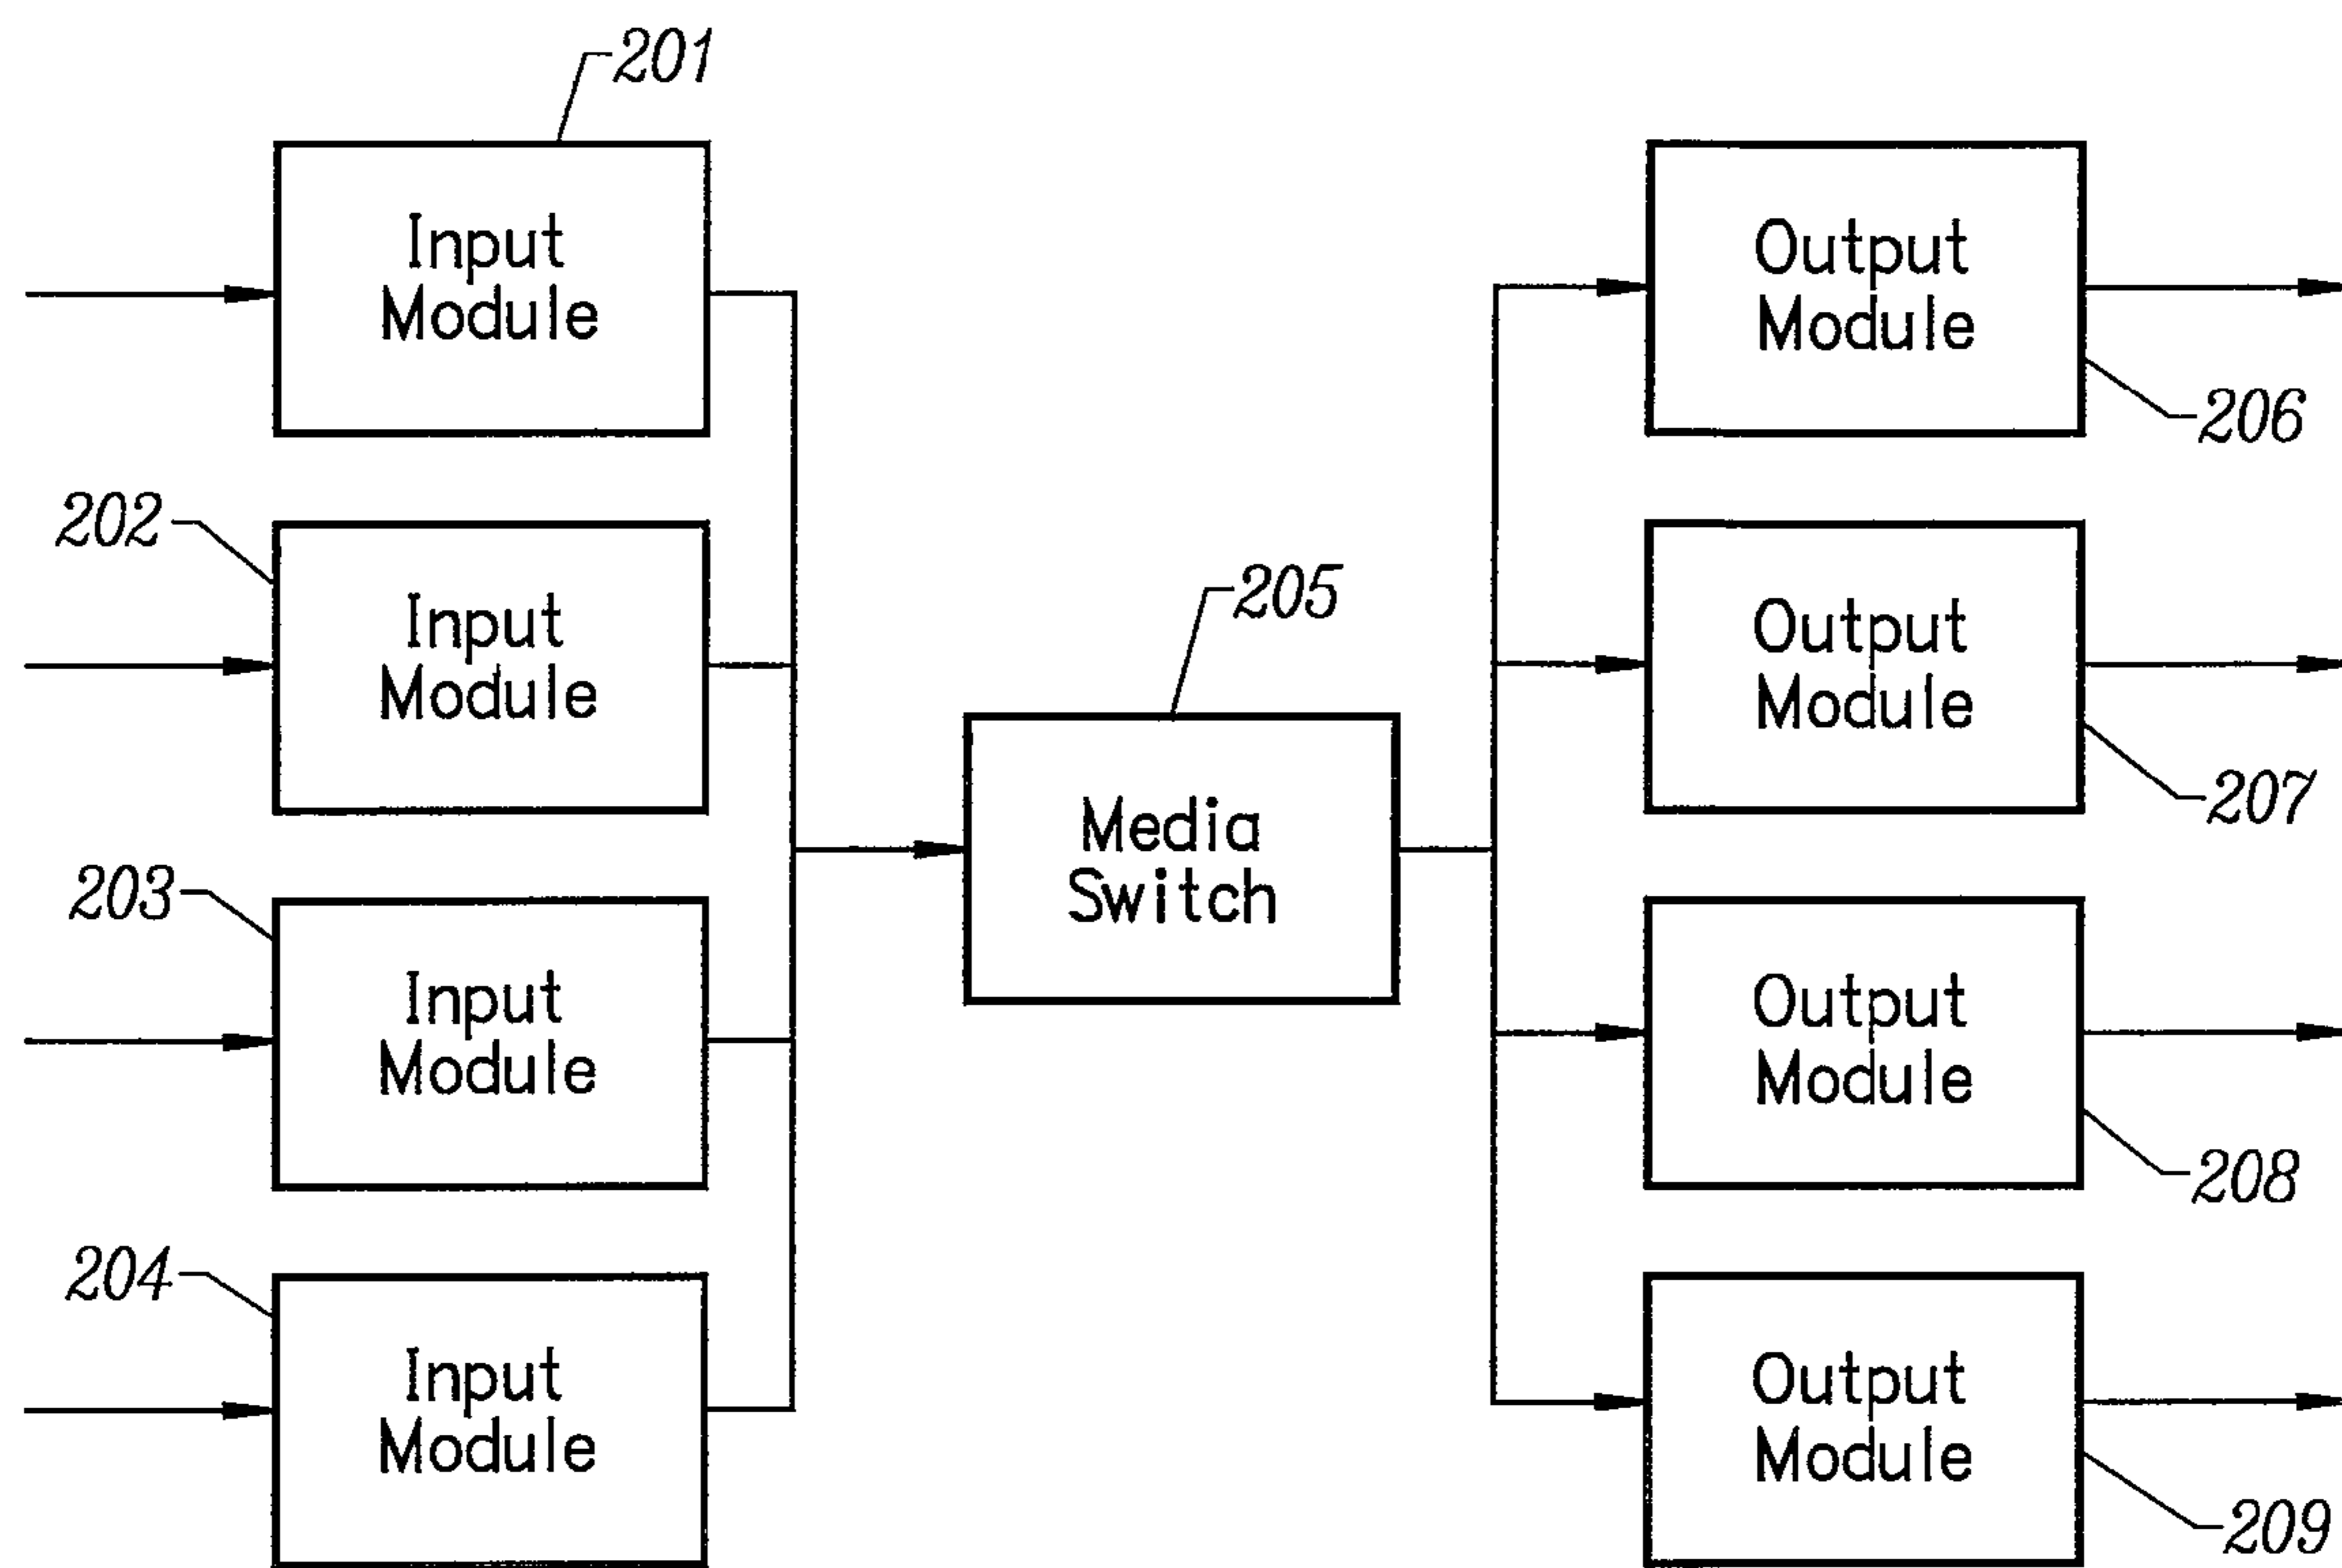 201
Input
Module
202
Input
Module
203
Input
Module
204
Input
Module
205
Media
Switch
Output
Module
206
Output
Module
207
Output
Module
208
Output
Module
209